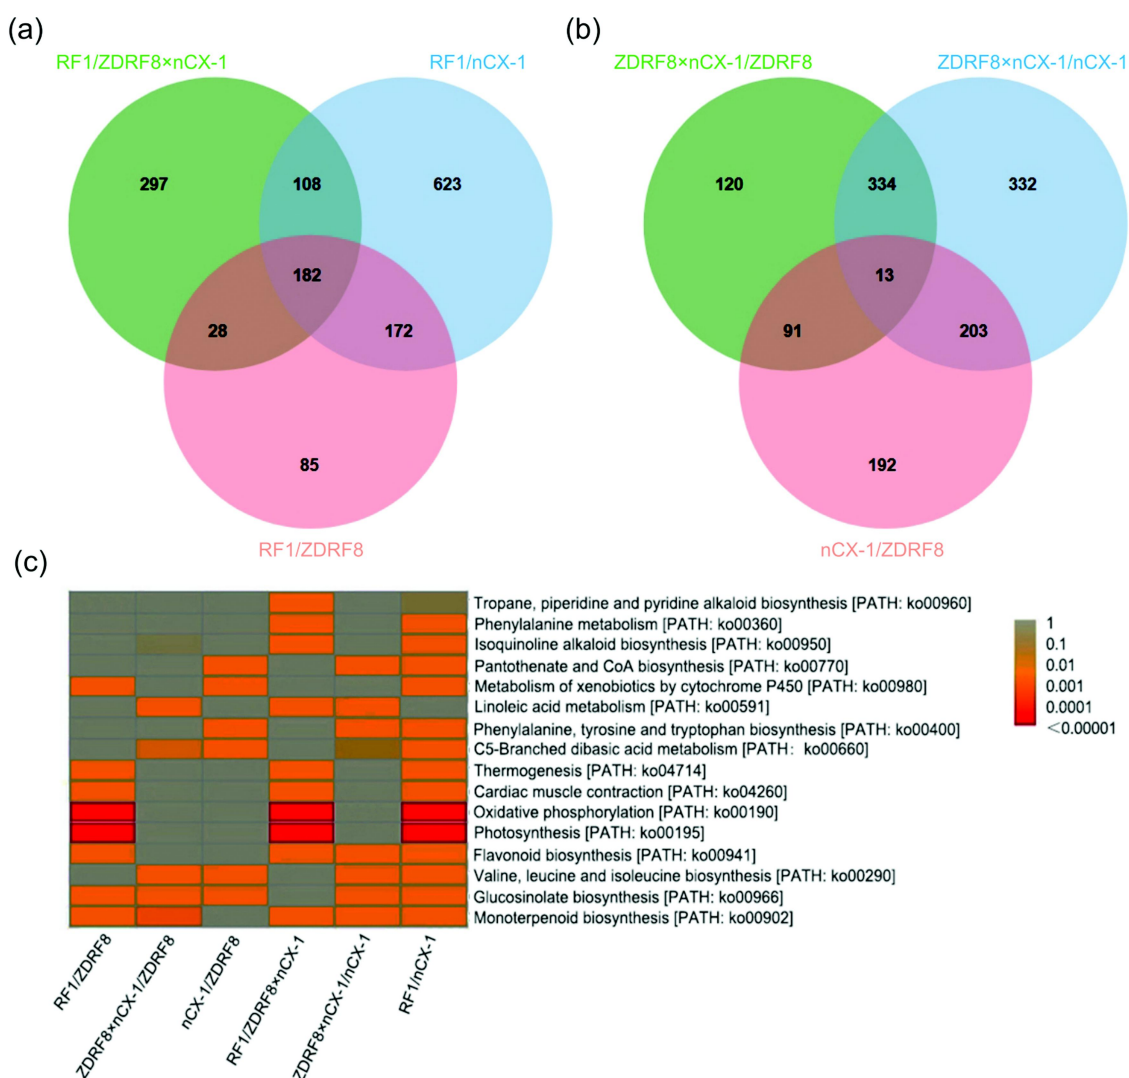 (a)
(b)
RF1/ZDRF8×nCX-1
RF1/nCX-1
ZDRF8×nCX-1/ZDRF8
ZDRF8×nCX-1/nCX-1
297
108
623
120
334
332
182
13
28
172
91
203
85
192
RF1/ZDRF8
nCX-1/ZDRF8
(c)
Tropane, piperidine and pyridine alkaloid biosynthesis [PATH: ko00960]
Phenylalanine metabolism [PATH: ko00360]
Isoquinoline alkaloid biosynthesis [PATH: ko00950]
Pantothenate and CoA biosynthesis [PATH: ko00770]
Metabolism of xenobiotics by cytochrome P450 [PATH: ko00980]
Linoleic acid metabolism [PATH: ko00591]
Phenylalanine, tyrosine and tryptophan biosynthesis [PATH: ko00400]
C5-Branched dibasic acid metabolism [PATH: ko00660]
Thermogenesis [PATH: ko04714]
Cardiac muscle contraction [PATH: ko04260]
Oxidative phosphorylation [PATH: ko00190]
Photosynthesis [PATH: ko00195]
Flavonoid biosynthesis [PATH: ko00941]
Valine, leucine and isoleucine biosynthesis [PATH: ko00290]
Glucosinolate biosynthesis [PATH: ko00966]
Monoterpenoid biosynthesis [PATH: ko00902]
1
0.1
0.01
0.001
0.0001
<0.00001
RF1/ZDRF8
ZDRF8×nCX-1/ZDRF8
nCX-1/ZDRF8
RF1/ZDRF8×nCX-1
ZDRF8×nCX-1/nCX-1
RF1/nCX-1